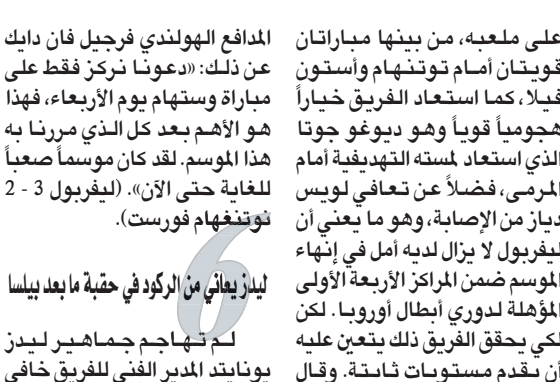 على ملعبه، من بينها مباراتان
قويتان أمام توتنهام وأستون
فيلا، كما استعاد الفريق خياراً
هجومياً قوياً وهو ديوغو جوتا
الذي استعاد لمسته التهديفية أمام
المرمى، فضلاً عن تعافي لويس
دياز من الإصابة، وهو ما يعني أن
ليفربول لا يزال لديه أمل في إنهاء
الموسم ضمن المراكز الأربعة الأولى
المؤهلة لدوري أبطال أوروبا. لكن
لكي يحقق الفريق ذلك يتعين عليه
أن يقدم مستويات ثابتة. وقال
المدافع الهولندي فرجيل فان دايك
عن ذلك: «دعونا نركز فقط على
مباراة وستهام يوم الأربعاء، فهذا
هو الأهم بعد كل الذي مررنا به
هذا الموسم. لقد كان موسماً صعباً
للغاية حتى الآن». (ليفربول 3 - 2
نوتنغهام فورست).
6
ليدز يعاني من الركود في حقبة ما بعد بيلسا
لم تهاجم جماهير ليدز
يونايتد المدير الفني للفريق خافي